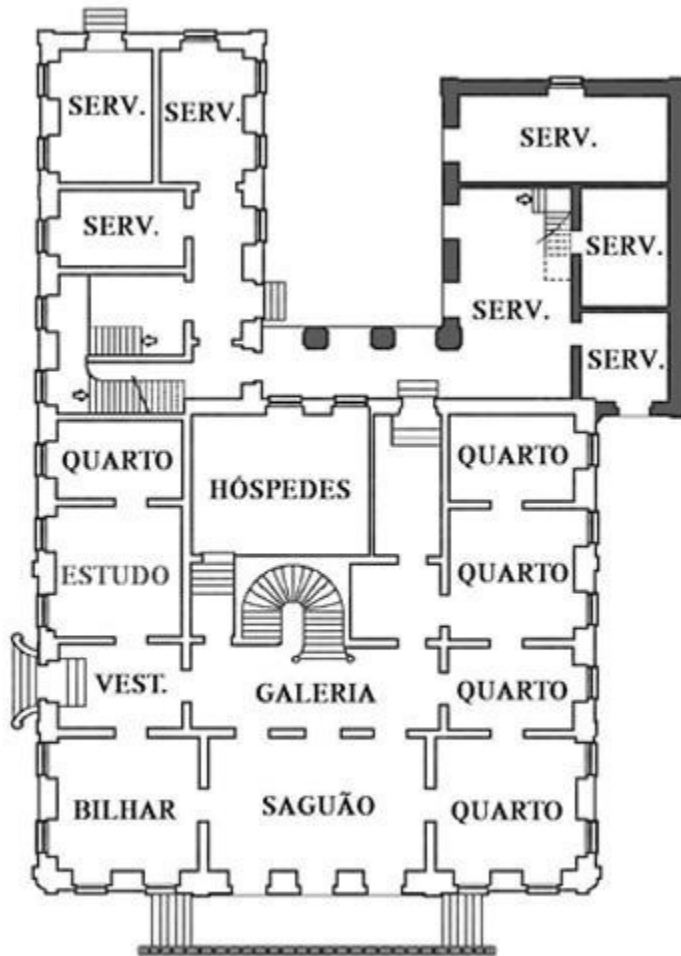 SERV.
SERV.
SERV.
SERV.
SERV.
SERV.
SERV.
QUARTO
HÓSPEDES
QUARTO
ESTUDO
QUARTO
VEST.
GALERIA
QUARTO
BILHAR
SAGUÃO
QUARTO